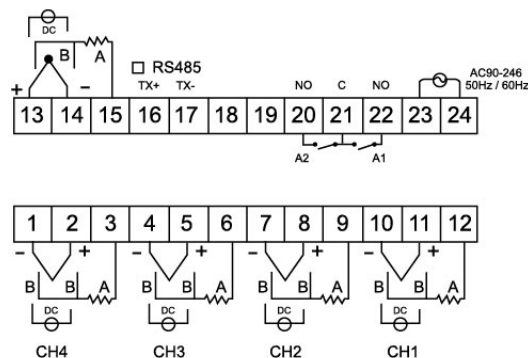 DC
B A □ RS485 AC90-246
+ − TX+ TX- NO C NO 50Hz / 60Hz
13 14 15 16 17 18 19 20 21 22 23 24
A2 A1
1 2 3 4 5 6 7 8 9 10 11 12
− + − + − + − +
B B A B B A B B A B B A
DC DC DC DC
CH4 CH3 CH2 CH1